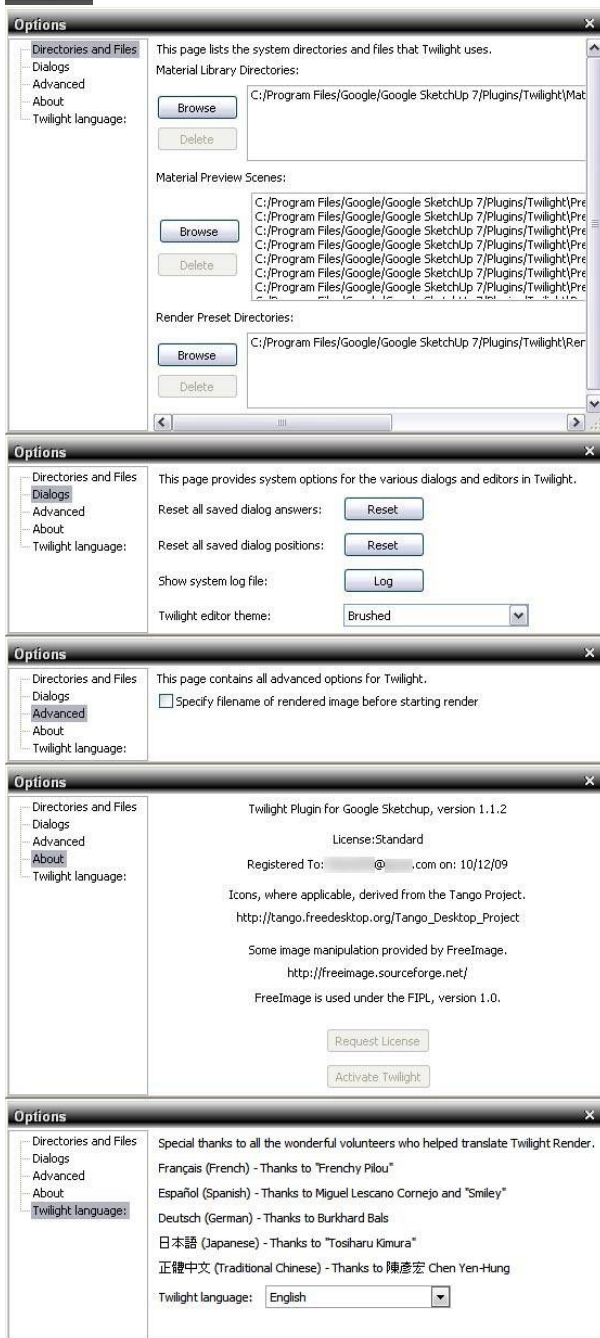 Options
Directories and Files
Dialogs
Advanced
About
Twilight language:
This page lists the system directories and files that Twilight uses.
Material Library Directories:
Browse
Delete
C:/Program Files/Google/Google SketchUp 7/Plugins/Twilight\Mat
Material Preview Scenes:
Browse
Delete
C:/Program Files/Google/Google SketchUp 7/Plugins/Twilight\Pre
C:/Program Files/Google/Google SketchUp 7/Plugins/Twilight\Pre
C:/Program Files/Google/Google SketchUp 7/Plugins/Twilight\Pre
C:/Program Files/Google/Google SketchUp 7/Plugins/Twilight\Pre
C:/Program Files/Google/Google SketchUp 7/Plugins/Twilight\Pre
C:/Program Files/Google/Google SketchUp 7/Plugins/Twilight\Pre
C:/Program Files/Google/Google SketchUp 7/Plugins/Twilight\Pre
Render Preset Directories:
Browse
Delete
C:/Program Files/Google/Google SketchUp 7/Plugins/Twilight\Ren
Options
Directories and Files
Dialogs
Advanced
About
Twilight language:
This page provides system options for the various dialogs and editors in Twilight.
Reset all saved dialog answers: Reset
Reset all saved dialog positions: Reset
Show system log file: Log
Twilight editor theme: Brushed
Options
Directories and Files
Dialogs
Advanced
About
Twilight language:
This page contains all advanced options for Twilight.
Specify filename of rendered image before starting render
Options
Directories and Files
Dialogs
Advanced
About
Twilight language:
Twilight Plugin for Google Sketchup, version 1.1.2
License:Standard
Registered To: @ .com on: 10/12/09
Icons, where applicable, derived from the Tango Project.
http://tango.freedesktop.org/Tango_Desktop_Project
Some image manipulation provided by FreeImage.
http://freeimage.sourceforge.net/
FreeImage is used under the FIPL, version 1.0.
Request License
Activate Twilight
Options
Directories and Files
Dialogs
Advanced
About
Twilight language:
Special thanks to all the wonderful volunteers who helped translate Twilight Render.
Français (French) - Thanks to "Frenchy Pilou"
Español (Spanish) - Thanks to Miguel Lescano Cornejo and "Smiley"
Deutsch (German) - Thanks to Burkhard Bals
日本語 (Japanese) - Thanks to "Tosiharu Kimura"
正體中文 (Traditional Chinese) - Thanks to 陳彥宏 Chen Yen-Hung
Twilight language: English